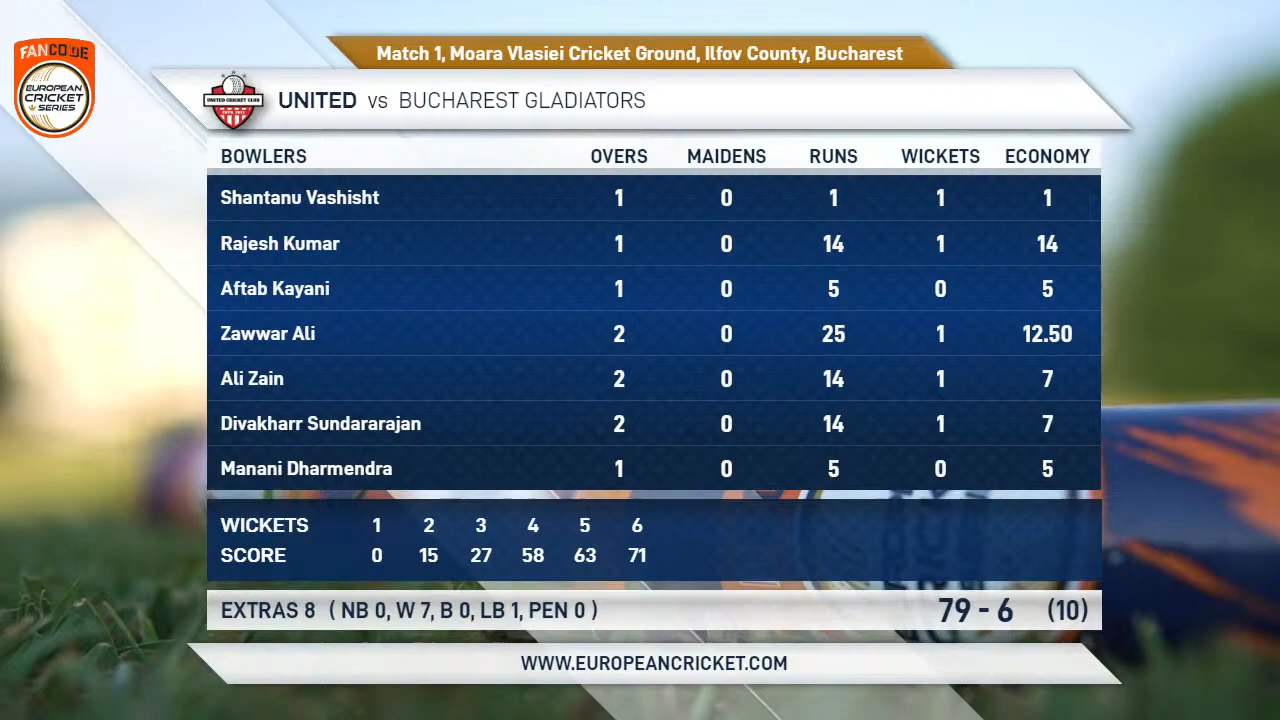 FANCODE
EUROPEAN
CRICKET
SERIES
Match 1, Moara Vlasiei Cricket Ground, Ilfov County, Bucharest
UNITED CRICKET CLUB
UNITED vs BUCHAREST GLADIATORS
BOWLERS OVERS MAIDENS RUNS WICKETS ECONOMY
Shantanu Vashisht 1 0 1 1 1
Rajesh Kumar 1 0 14 1 14
Aftab Kayani 1 0 5 0 5
Zawwar Ali 2 0 25 1 12.50
Ali Zain 2 0 14 1 7
Divakharr Sundararajan 2 0 14 1 7
Manani Dharmendra 1 0 5 0 5
WICKETS 1 2 3 4 5 6
SCORE 0 15 27 58 63 71
EXTRAS 8 ( NB 0, W 7, B 0, LB 1, PEN 0 ) 79 - 6 (10)
WWW.EUROPEANCRICKET.COM